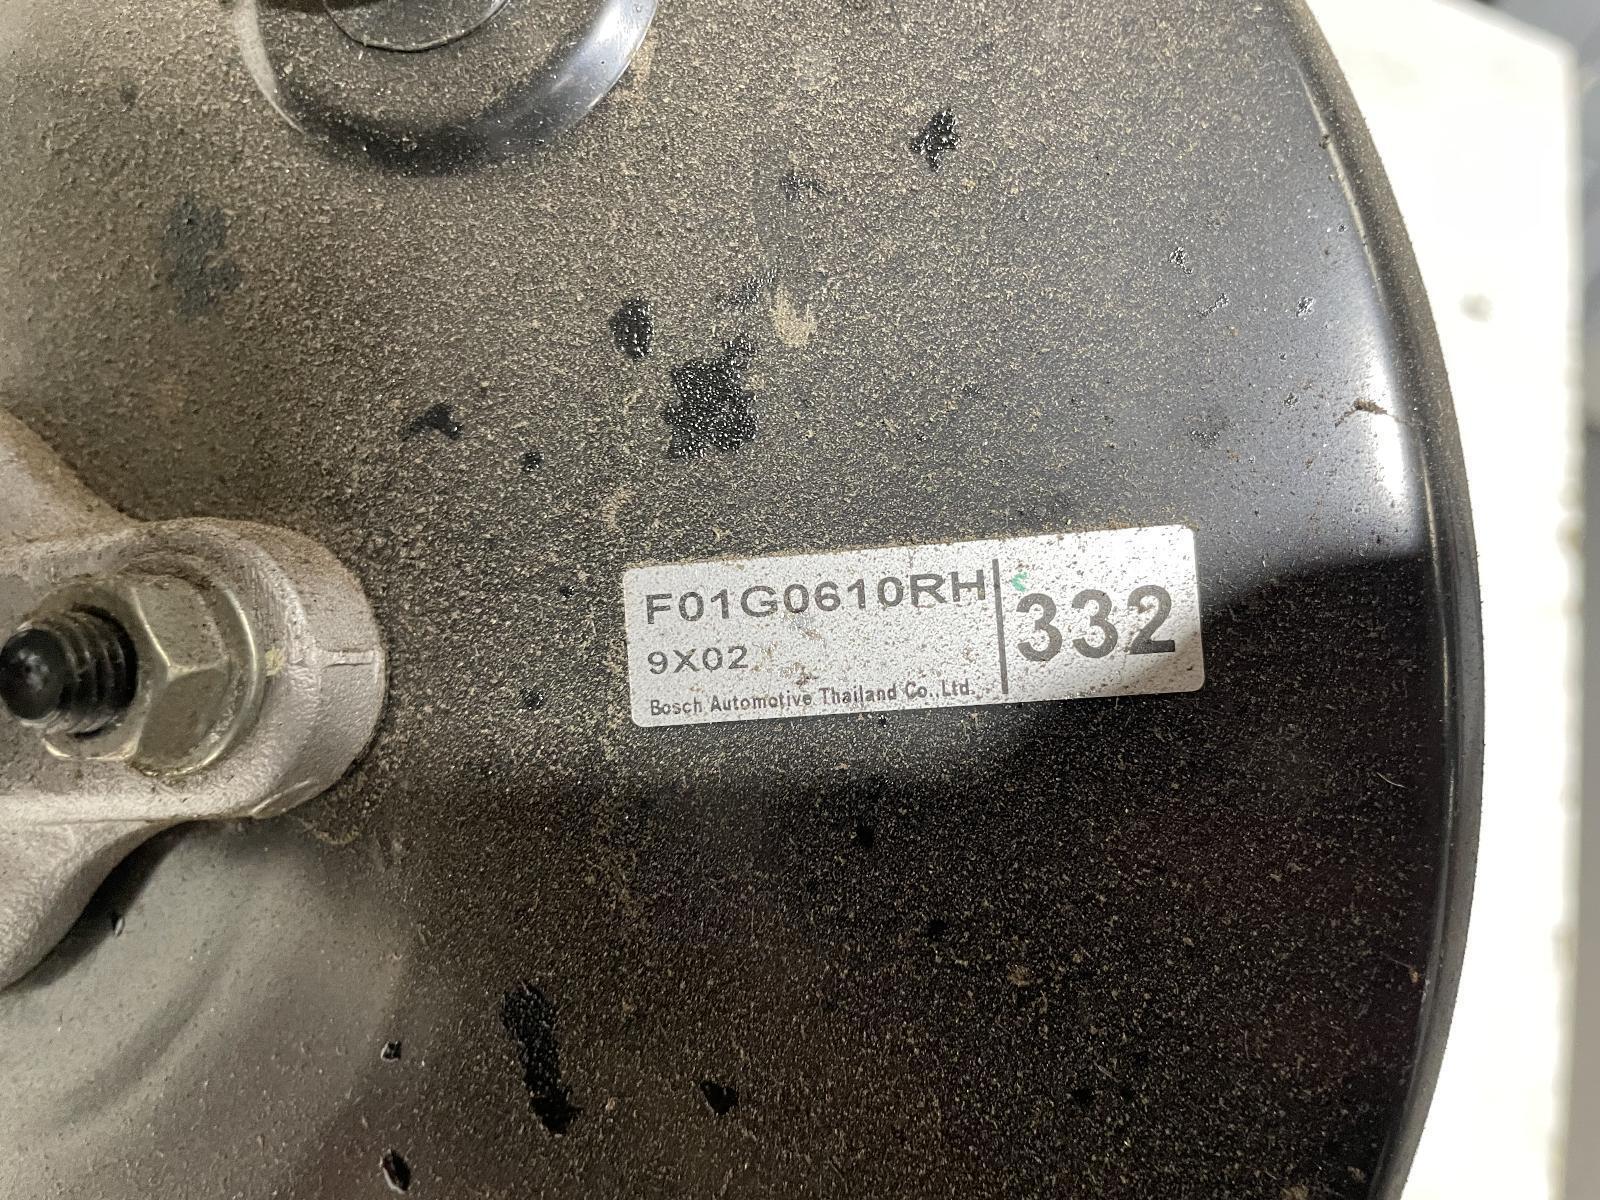 F01G0610RH
332
9X02
Bosch Automotive Thailand Co.,Ltd.